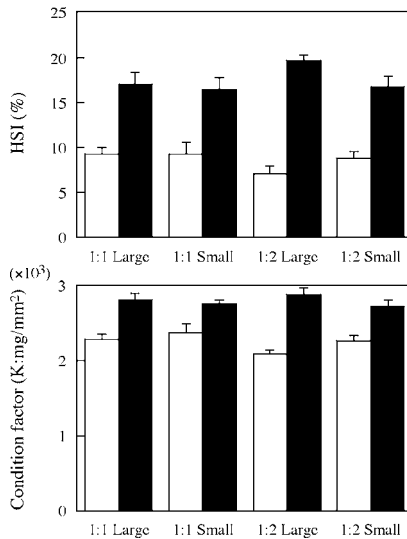 25
20
15
10
5
0
HSI (%)
1:1 Large 1:1 Small 1:2 Large 1:2 Small
(×10³)
3
2
1
0
Condition factor (K:mg/mm²)
1:1 Large 1:1 Small 1:2 Large 1:2 Small